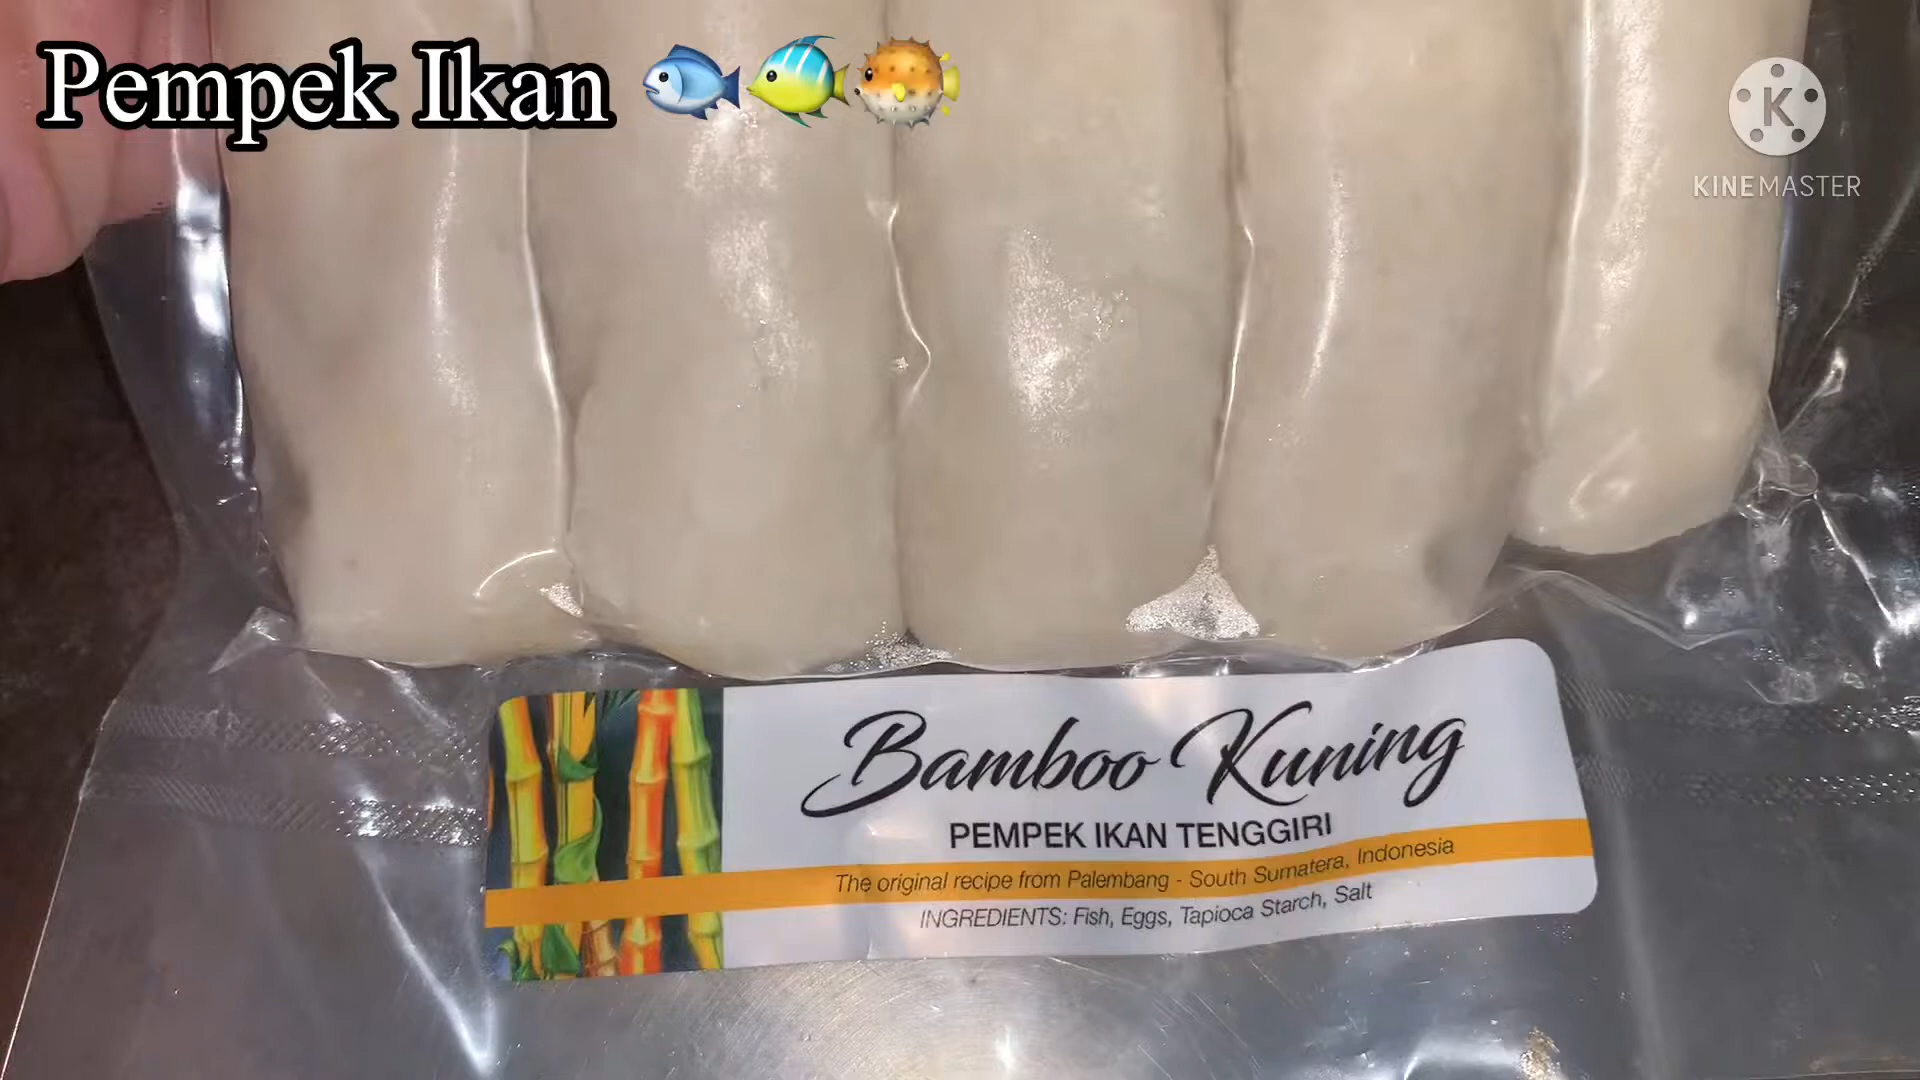 Pempek Ikan
KINEMASTER
Bamboo Kuning
PEMPEK IKAN TENGGIRI
The original recipe from Palembang - South Sumatera, Indonesia
INGREDIENTS: Fish, Eggs, Tapioca Starch, Salt